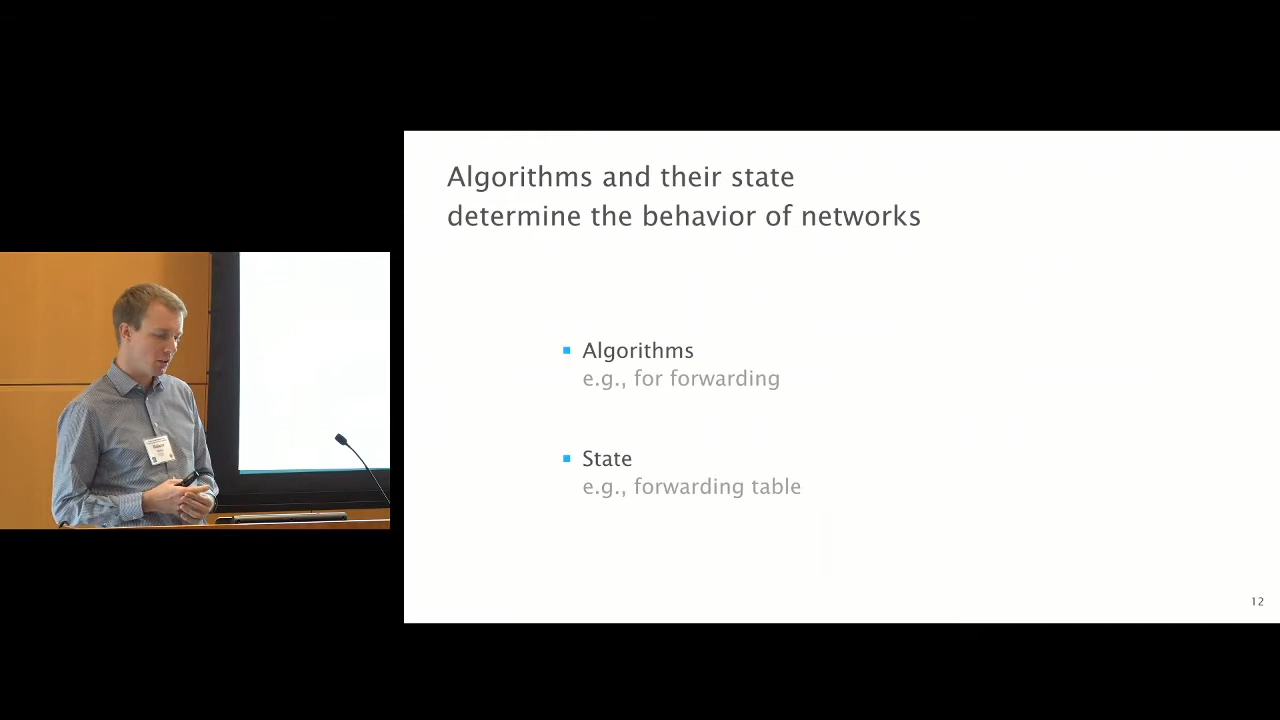 Algorithms and their state
determine the behavior of networks
Algorithms
e.g., for forwarding
State
e.g., forwarding table
12